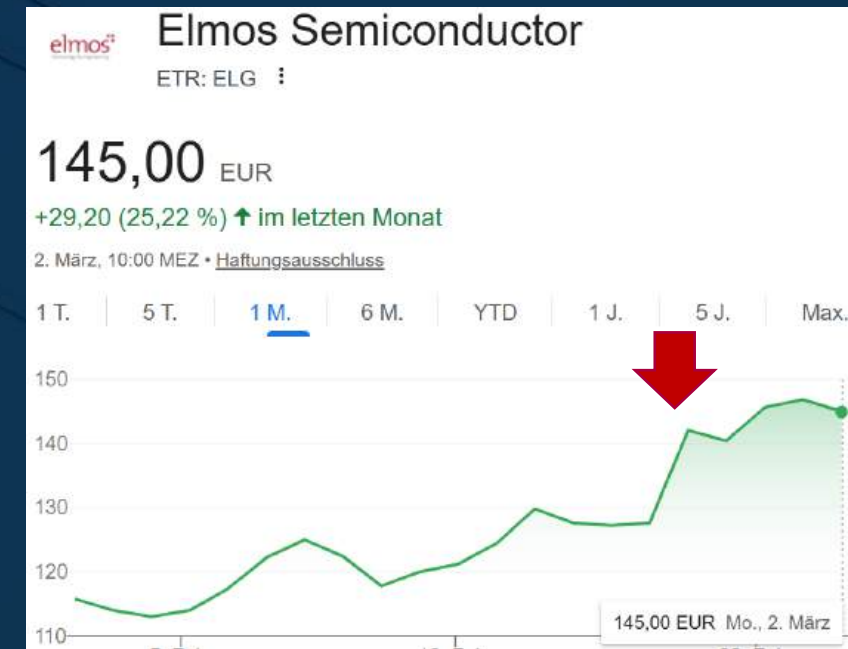 elmos
Elmos Semiconductor
ETR: ELG
145,00 EUR
+29,20 (25,22 %) ↑ im letzten Monat
2. März, 10:00 MEZ • Haftungsausschluss
1 T. 5 T. 1 M. 6 M. YTD 1 J. 5 J. Max.
150
140
130
120
110
145,00 EUR Mo., 2. März